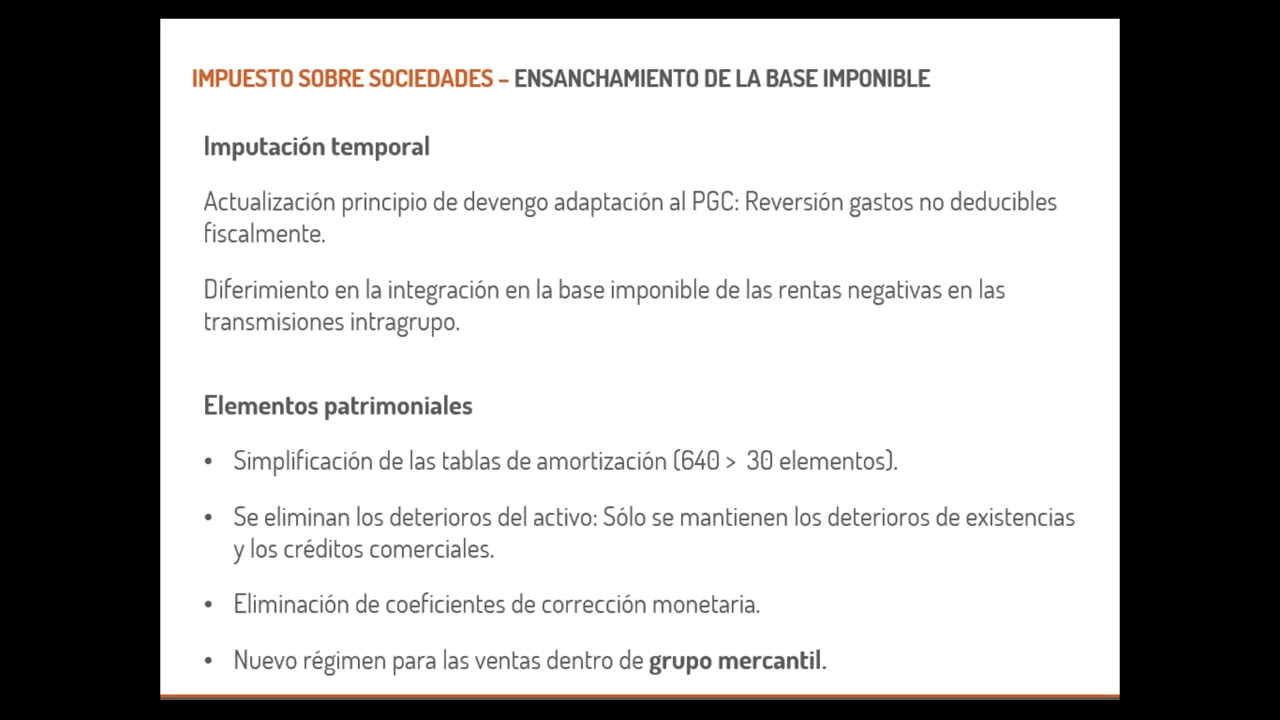 IMPUESTO SOBRE SOCIEDADES – ENSANCHAMIENTO DE LA BASE IMPONIBLE
Imputación temporal
Actualización principio de devengo adaptación al PGC: Reversión gastos no deducibles
fiscalmente.
Diferimiento en la integración en la base imponible de las rentas negativas en las
transmisiones intragrupo.
Elementos patrimoniales
• Simplificación de las tablas de amortización (640 > 30 elementos).
• Se eliminan los deterioros del activo: Sólo se mantienen los deterioros de existencias
y los créditos comerciales.
• Eliminación de coeficientes de corrección monetaria.
• Nuevo régimen para las ventas dentro de grupo mercantil.